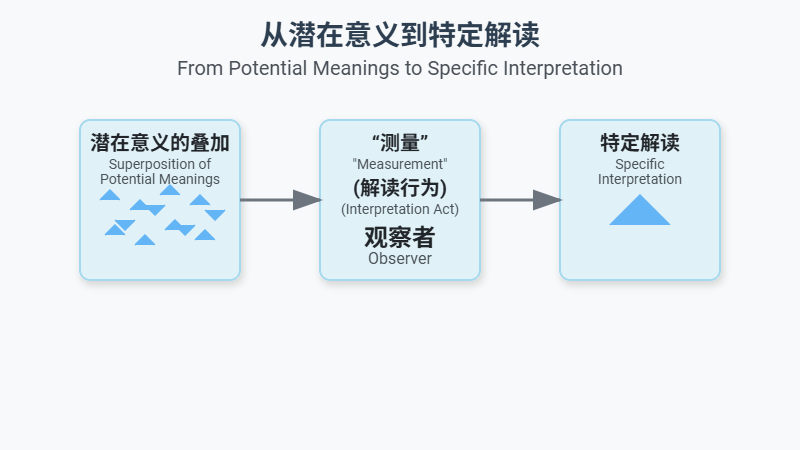 从潜在意义到特定解读
From Potential Meanings to Specific Interpretation
潜在意义的叠加
Superposition of
Potential Meanings
“测量”
"Measurement"
(解读行为)
(Interpretation Act)
观察者
Observer
特定解读
Specific
Interpretation